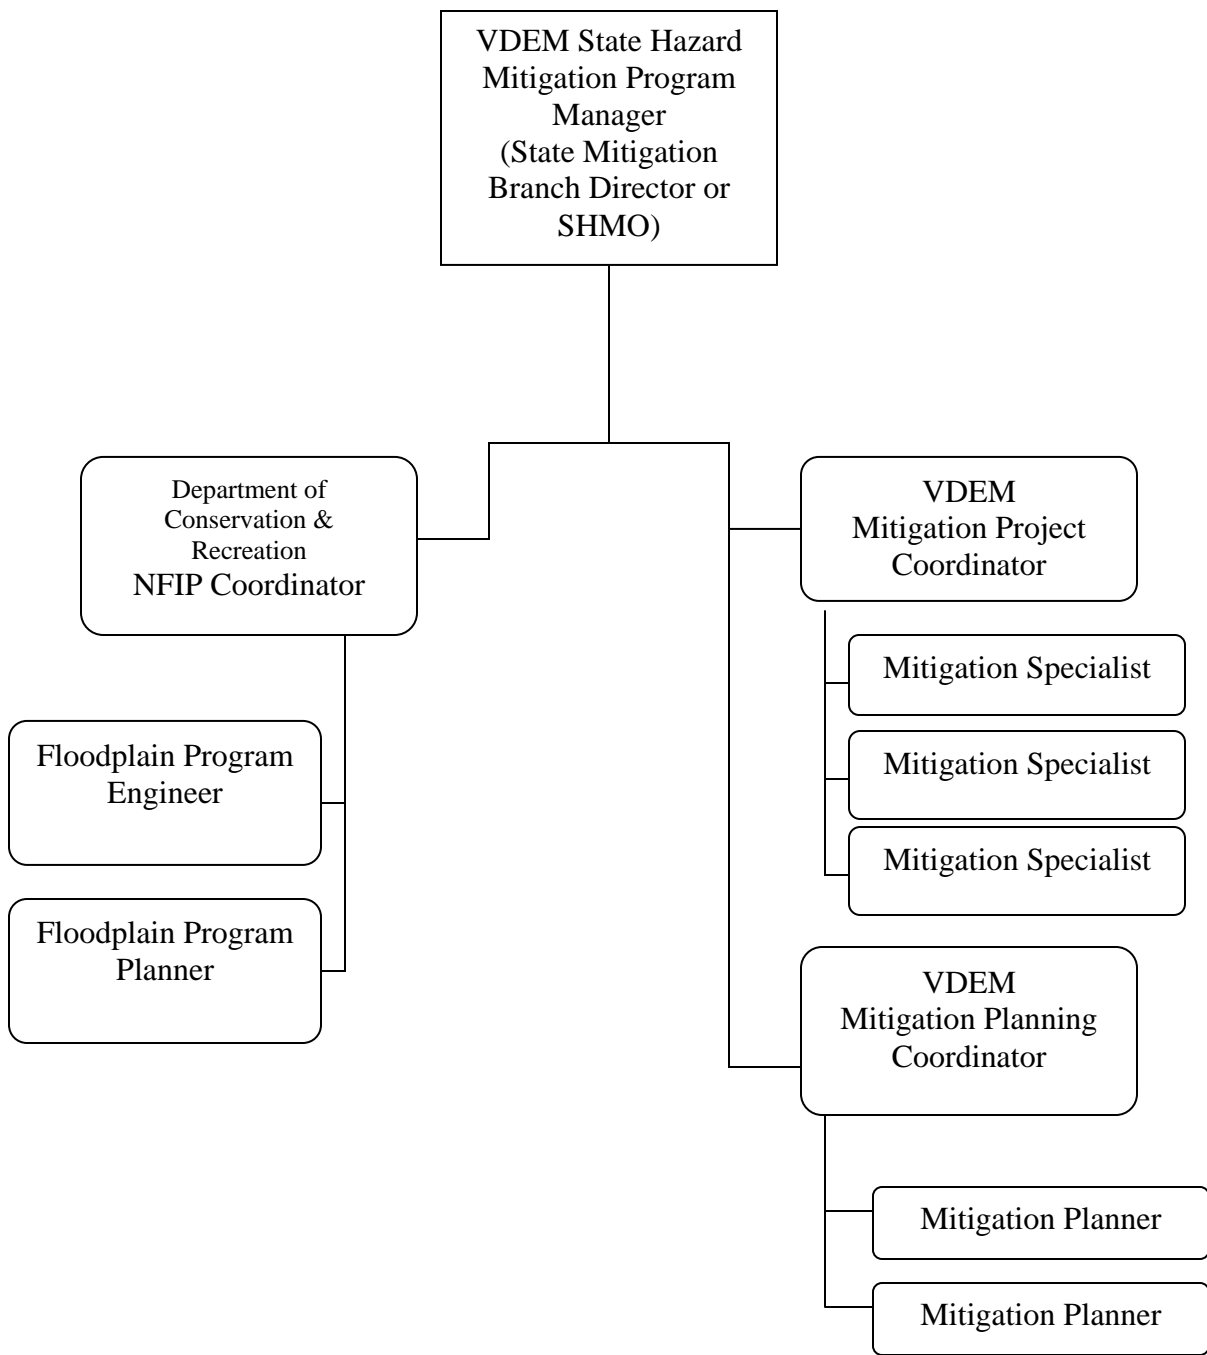 VDEM State Hazard
Mitigation Program
Manager
(State Mitigation
Branch Director or
SHMO)
Department of
Conservation &
Recreation
NFIP Coordinator
Floodplain Program
Engineer
Floodplain Program
Planner
VDEM
Mitigation Project
Coordinator
Mitigation Specialist
Mitigation Specialist
Mitigation Specialist
VDEM
Mitigation Planning
Coordinator
Mitigation Planner
Mitigation Planner